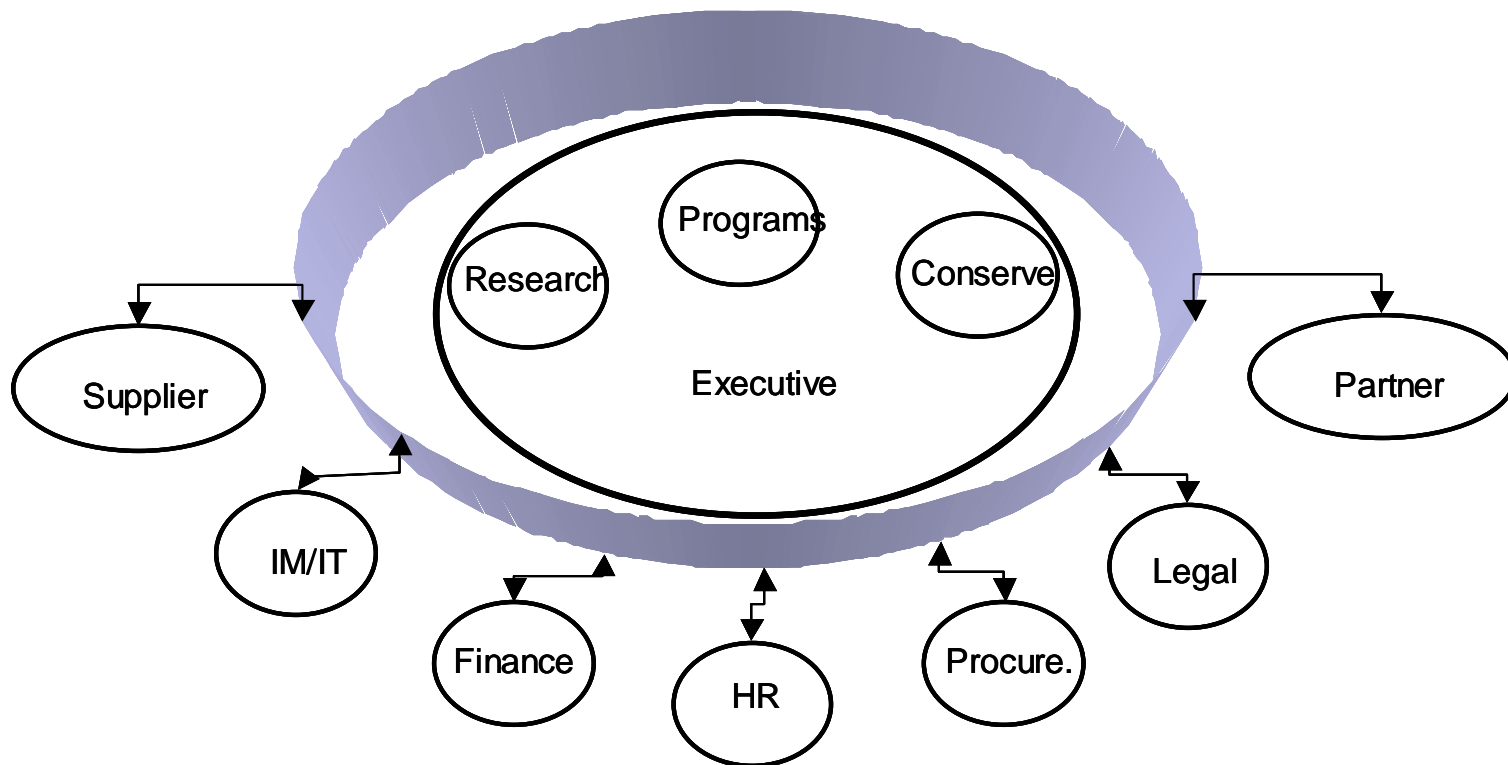 Programs
Research
Conserve
Executive
Supplier
Partner
IM/IT
Legal
Finance
HR
Procure.